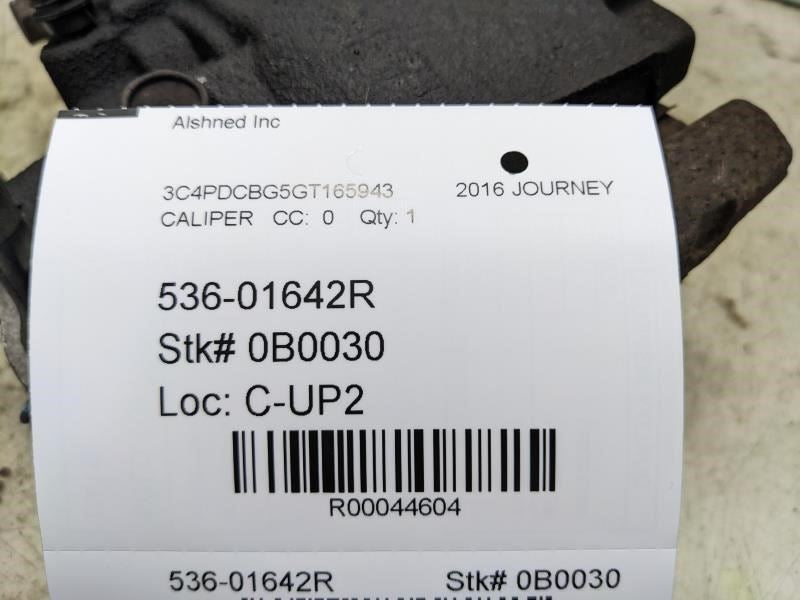 Alshned Inc
3C4PDCBG5GT165943 2016 JOURNEY
CALIPER CC: 0 Qty: 1
536-01642R
Stk# 0B0030
Loc: C-UP2
R00044604
536-01642R Stk# 0B0030